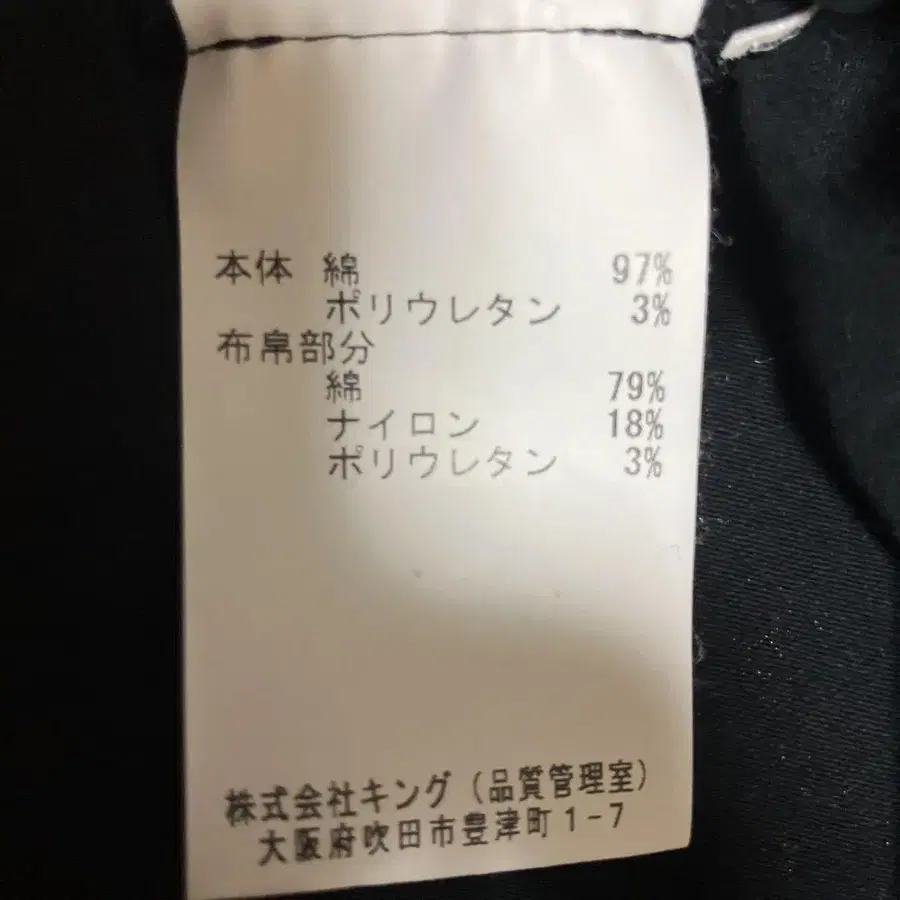 本体 綿 97%
ポリウレタン 3%
布帛部分
綿 79%
ナイロン 18%
ポリウレタン 3%
株式会社キング(品質管理室)
大阪府吹田市豊津町1-7